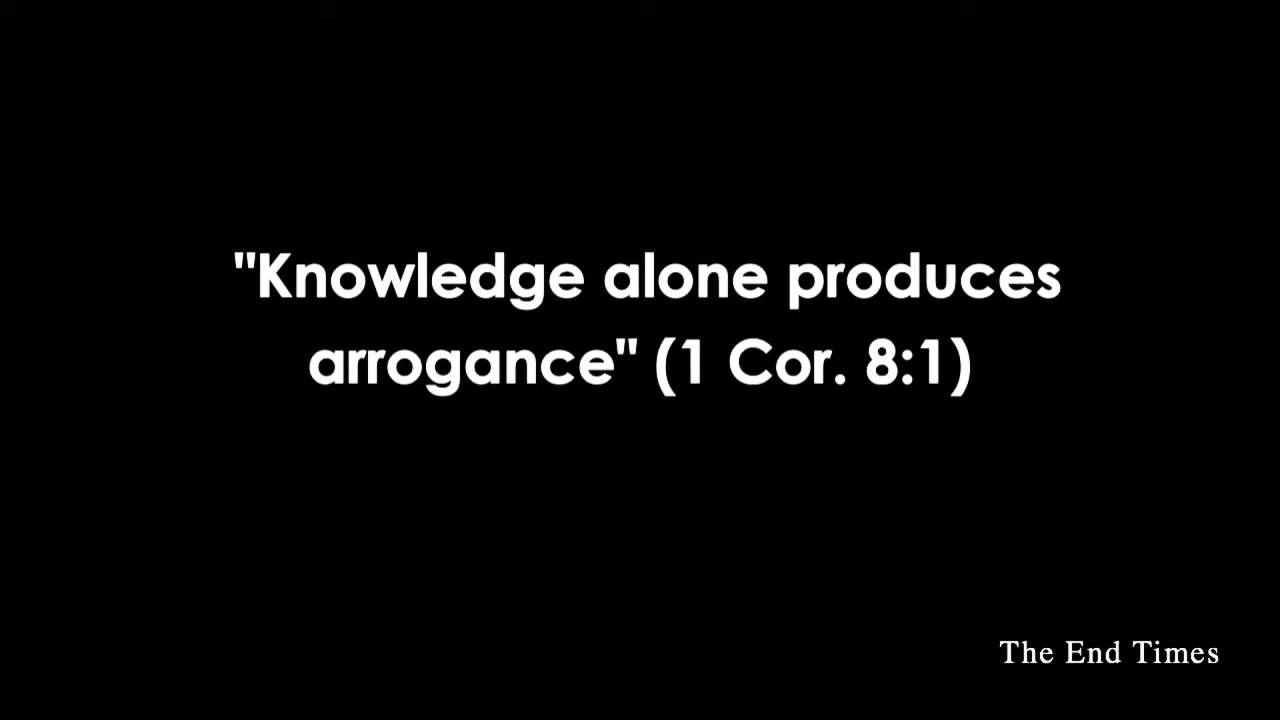 "Knowledge alone produces
arrogance" (1 Cor. 8:1)
The End Times